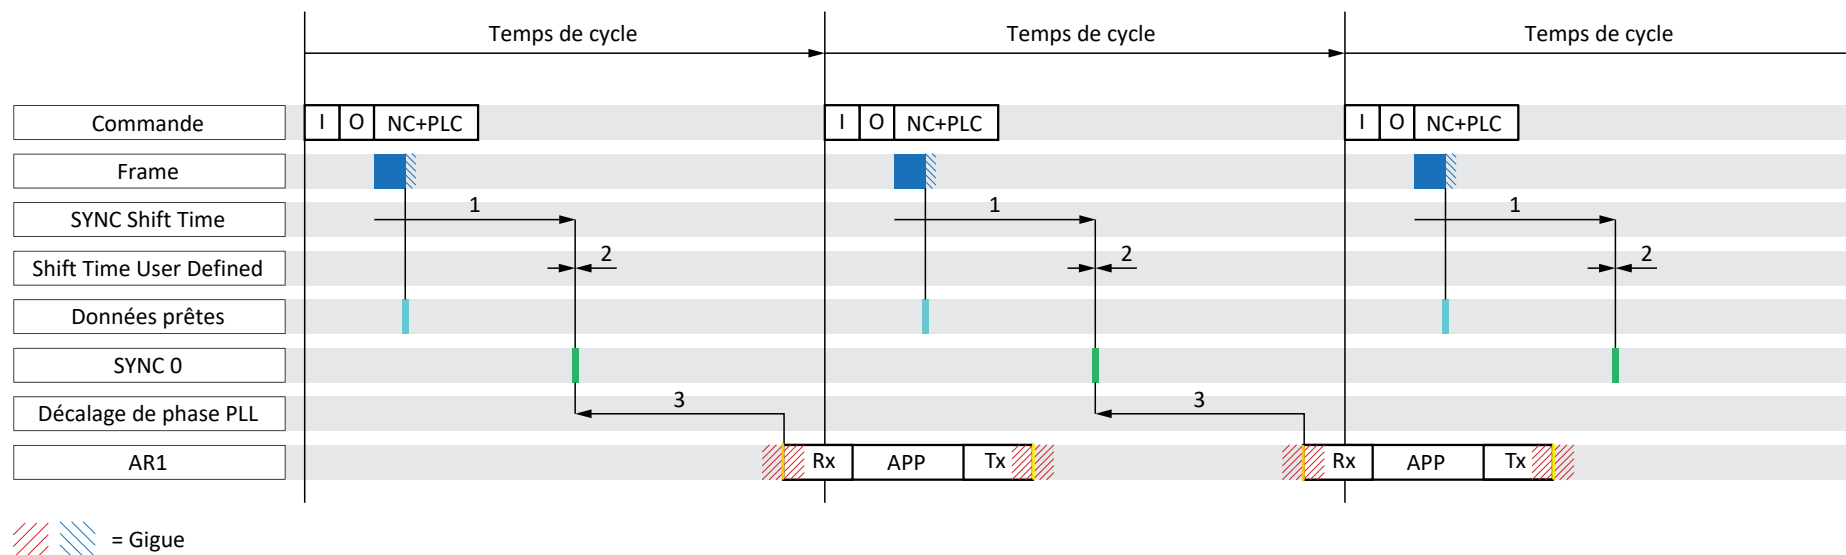 Temps de cycle Temps de cycle Temps de cycle
Commande I O NC+PLC I O NC+PLC I O NC+PLC
Frame
SYNC Shift Time 1 1 1
Shift Time User Defined 2 2 2
Données prêtes
SYNC 0
Décalage de phase PLL 3 3
AR1 Rx APP Tx Rx APP Tx
= Gigue